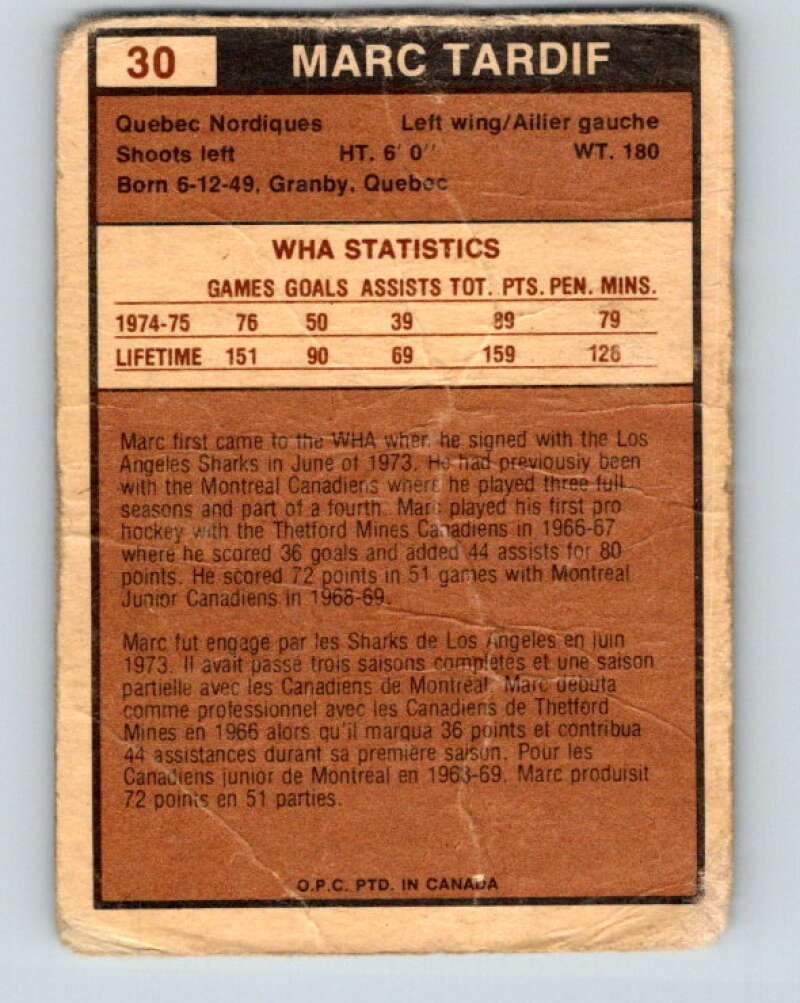 30 MARC TARDIF
Quebec Nordiques Left wing/Ailier gauche
Shoots left HT. 6' 0" WT. 180
Born 6-12-49, Granby, Quebec
WHA STATISTICS
GAMES GOALS ASSISTS TOT. PTS. PEN. MINS.
1974-75 76 50 39 89 79
LIFETIME 151 90 69 159 126
Marc first came to the WHA when he signed with the Los
Angeles Sharks in June of 1973. He had previously been
with the Montreal Canadiens where he played three full
seasons and part of a fourth. Marc played his first pro
hockey with the Thetford Mines Canadiens in 1966-67
where he scored 36 goals and added 44 assists for 80
points. He scored 72 points in 51 games with Montreal
Junior Canadiens in 1968-69.
Marc fut engage par les Sharks de Los Angeles en juin
1973. Il avait passé trois saisons complètes et une saison
partielle avec les Canadiens de Montréal. Marc débuta
comme professionnel avec les Canadiens de Thetford
Mines en 1966 alors qu'il marqua 36 points et contribua
44 assistances durant sa première saison. Pour les
Canadiens junior de Montréal en 1968-69, Marc produisit
72 points en 51 parties.
O.P.C. PTD. IN CANADA